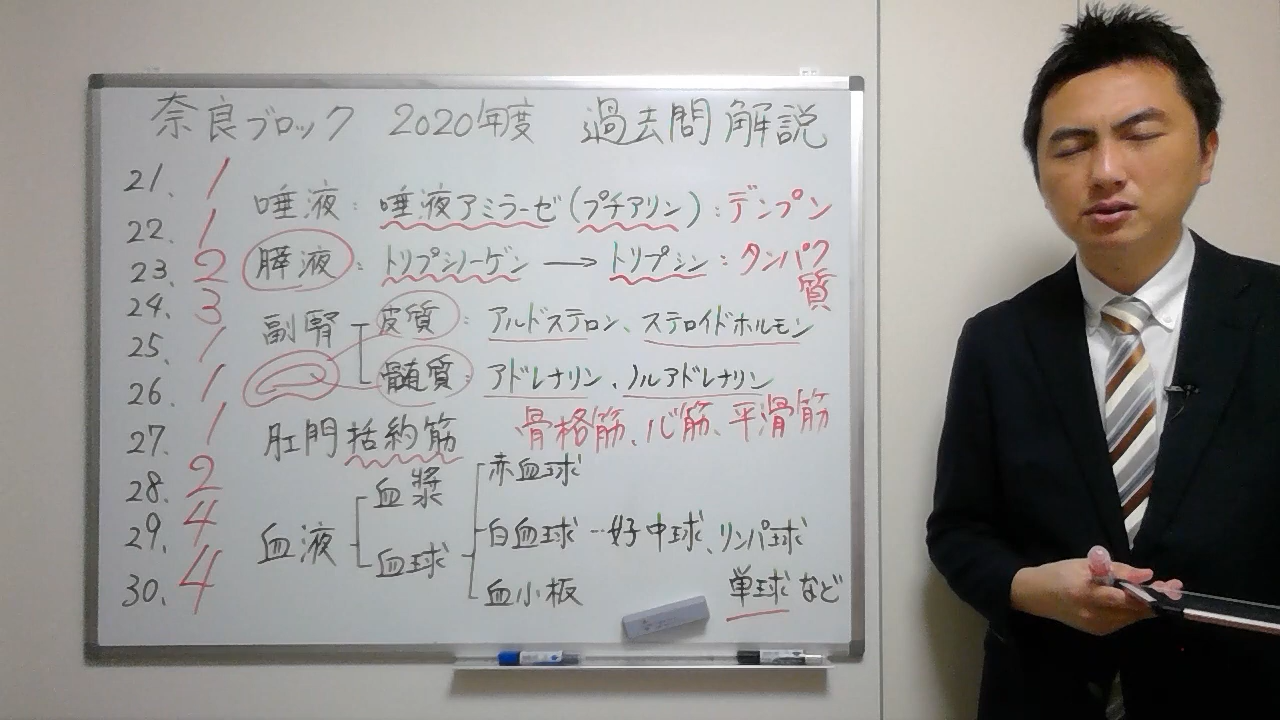 奈良ブロック 2020年度 過去問解説
21. 1
22. 1
23. 2
24. 3
25. 1
26. 1
27. 1
28. 2
29. 4
30. 4
唾液: 唾液アミラーゼ(プチアリン): デンプン
膵液: トリプシノーゲン → トリプシン: タンパク質
副腎 皮質: アルドステロン、ステロイドホルモン
髄質: アドレナリン、ノルアドレナリン
肛門括約筋 骨格筋、心筋、平滑筋
血液 血漿
血球 赤血球
白血球…好中球、リンパ球
単球など
血小板